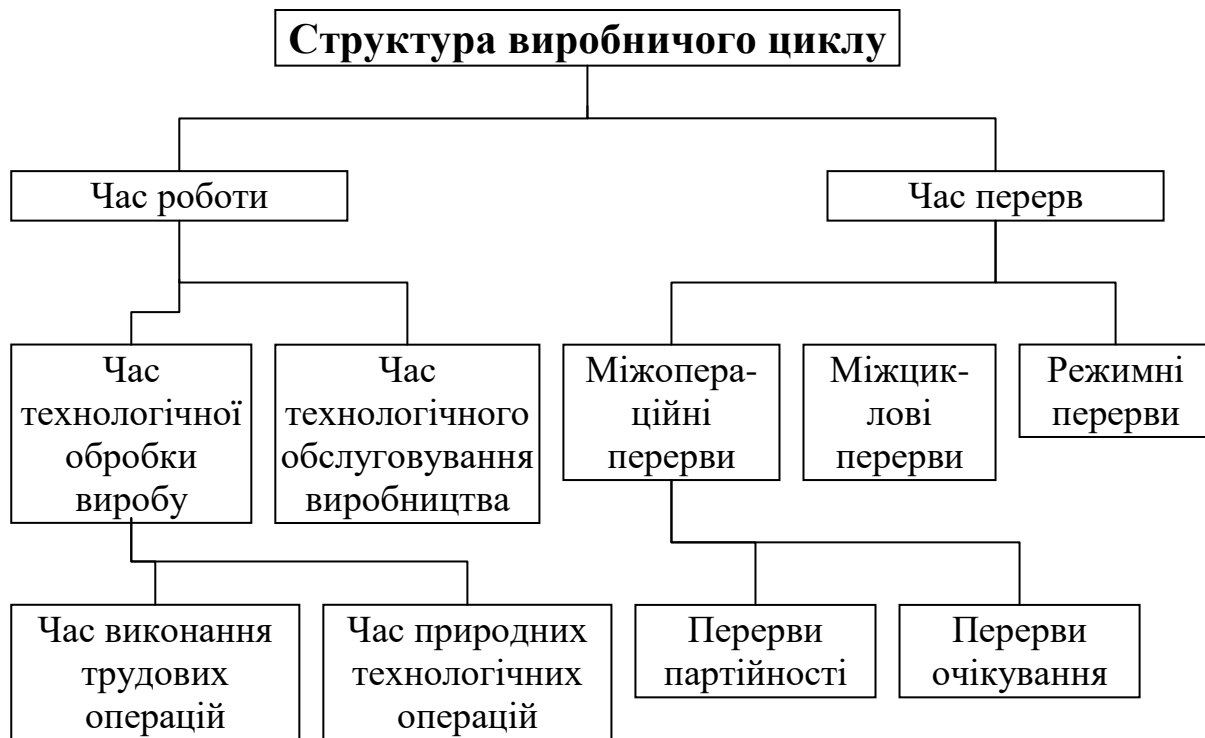 Структура виробничого циклу
Час роботи
Час перерв
Час
технологічної
обробки
виробу
Час
технологічного
обслуговування
виробництва
Міжопера-
ційні
перерви
Міжцик-
лові
перерви
Режимні
перерви
Час виконання
трудових
операцій
Час природних
технологічних
операцій
Перерви
партійності
Перерви
очікування